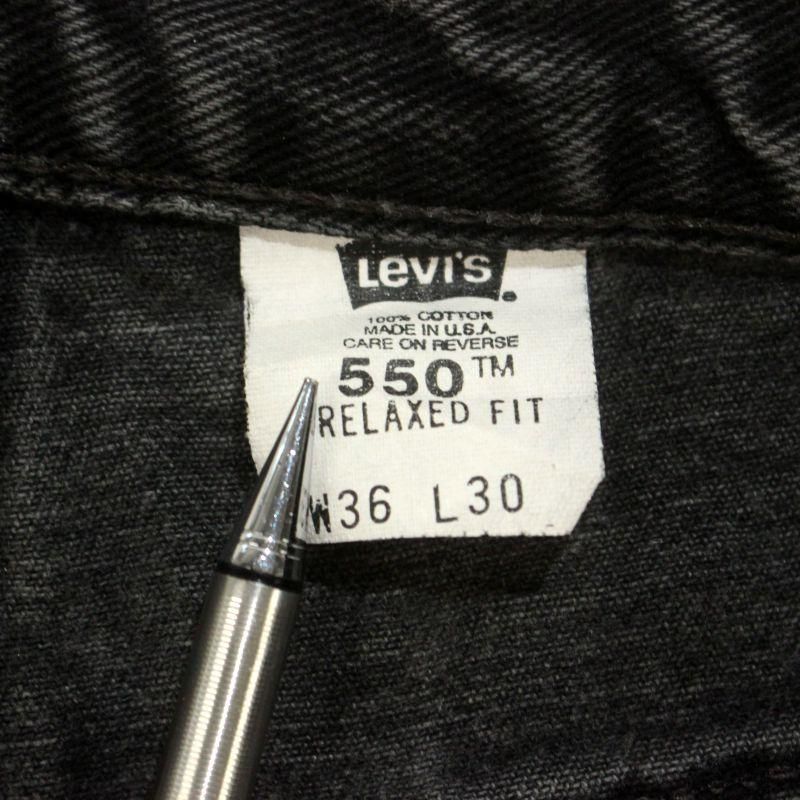 Levi's
100% COTTON
MADE IN U.S.A.
CARE ON REVERSE
550™
RELAXED FIT
W36 L30